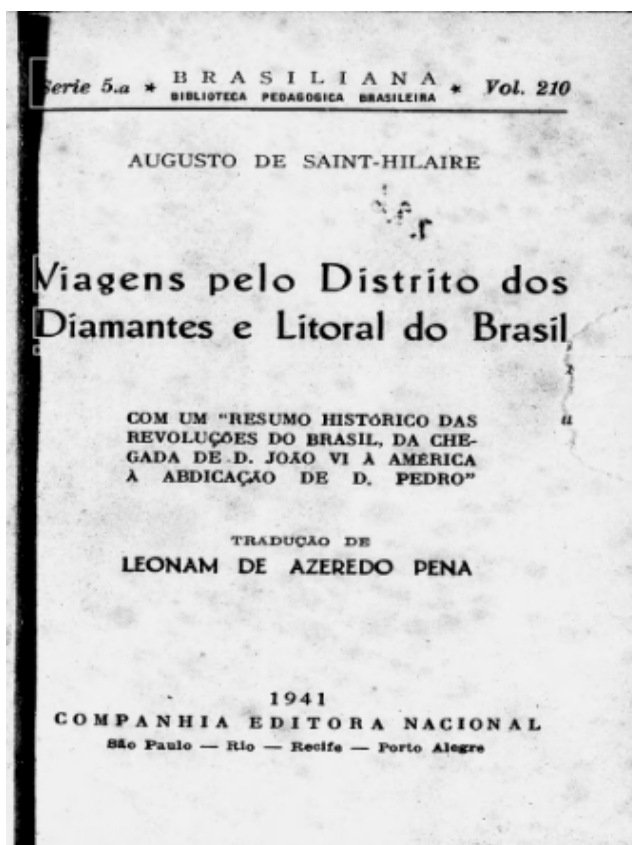 Serie 5.a * BRASILIANA * Vol. 210
BIBLIOTECA PEDAGOGICA BRASILEIRA
AUGUSTO DE SAINT-HILAIRE
Viagens pelo Distrito dos
Diamantes e Litoral do Brasil
COM UM "RESUMO HISTÓRICO DAS
REVOLUÇÕES DO BRASIL, DA CHE-
GADA DE D. JOÃO VI À AMÉRICA
À ABDICAÇÃO DE D. PEDRO"
TRADUÇÃO DE
LEONAM DE AZEREDO PENA
1941
COMPANHIA EDITORA NACIONAL
São Paulo — Rio — Recife — Porto Alegre